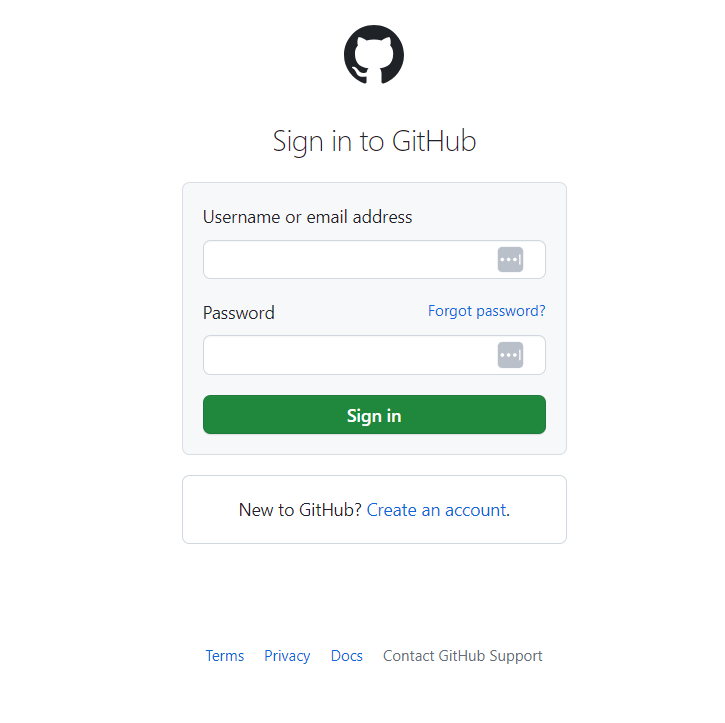 Sign in to GitHub
Username or email address
Password Forgot password?
Sign in
New to GitHub? Create an account.
Terms Privacy Docs Contact GitHub Support